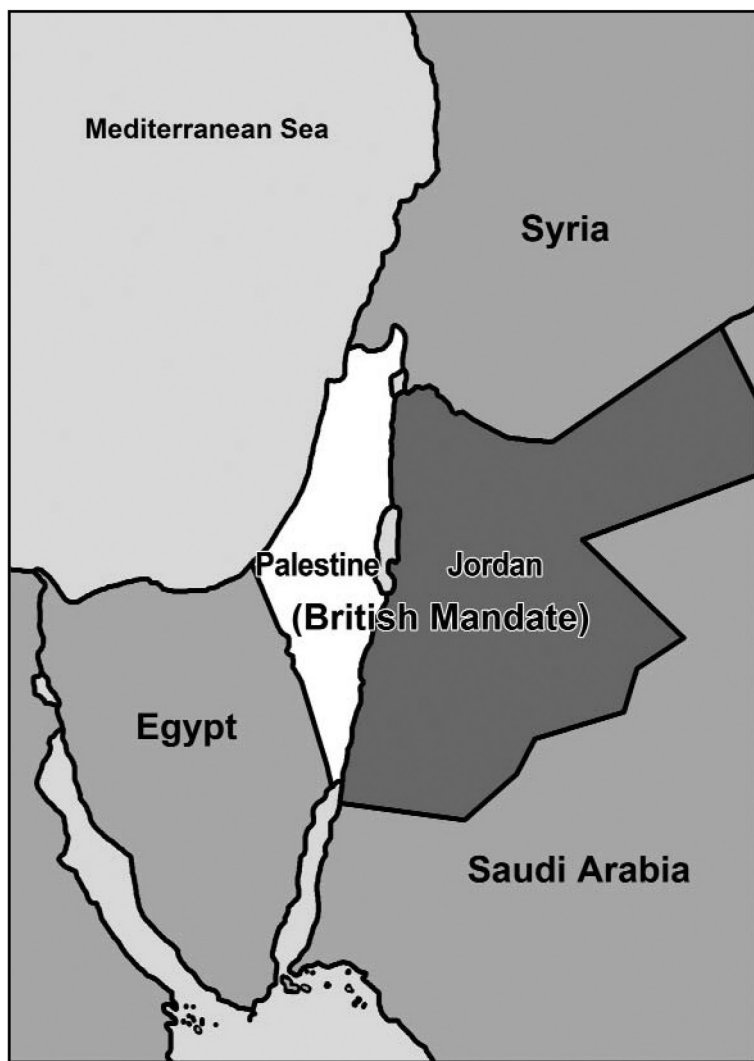 Mediterranean Sea
Syria
Palestine
Jordan
(British Mandate)
Egypt
Saudi Arabia